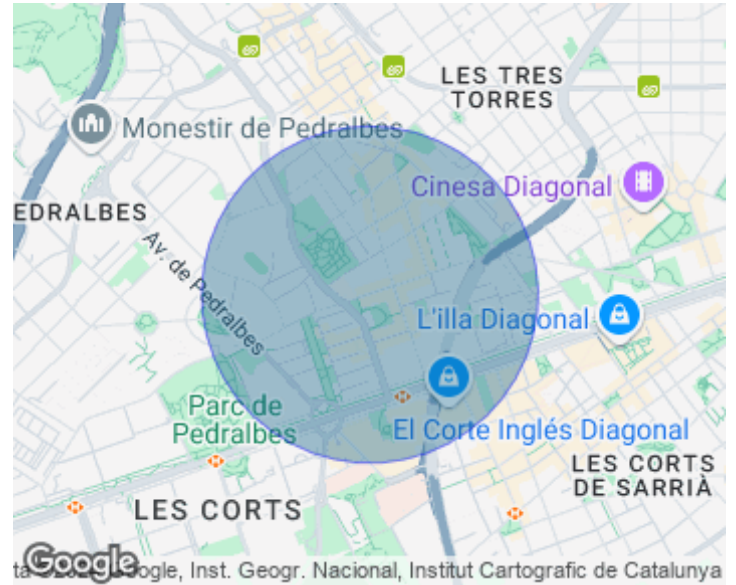 LES TRES
TORRES
Monestir de Pedralbes
Cinesa Diagonal
EDRALBES
Av. de Pedralbes
L'illa Diagonal
Parc de
Pedralbes
El Corte Inglés Diagonal
LES CORTS
DE SARRIÀ
LES CORTS
Google
Google, Inst. Geogr. Nacional, Institut Cartografic de Catalunya